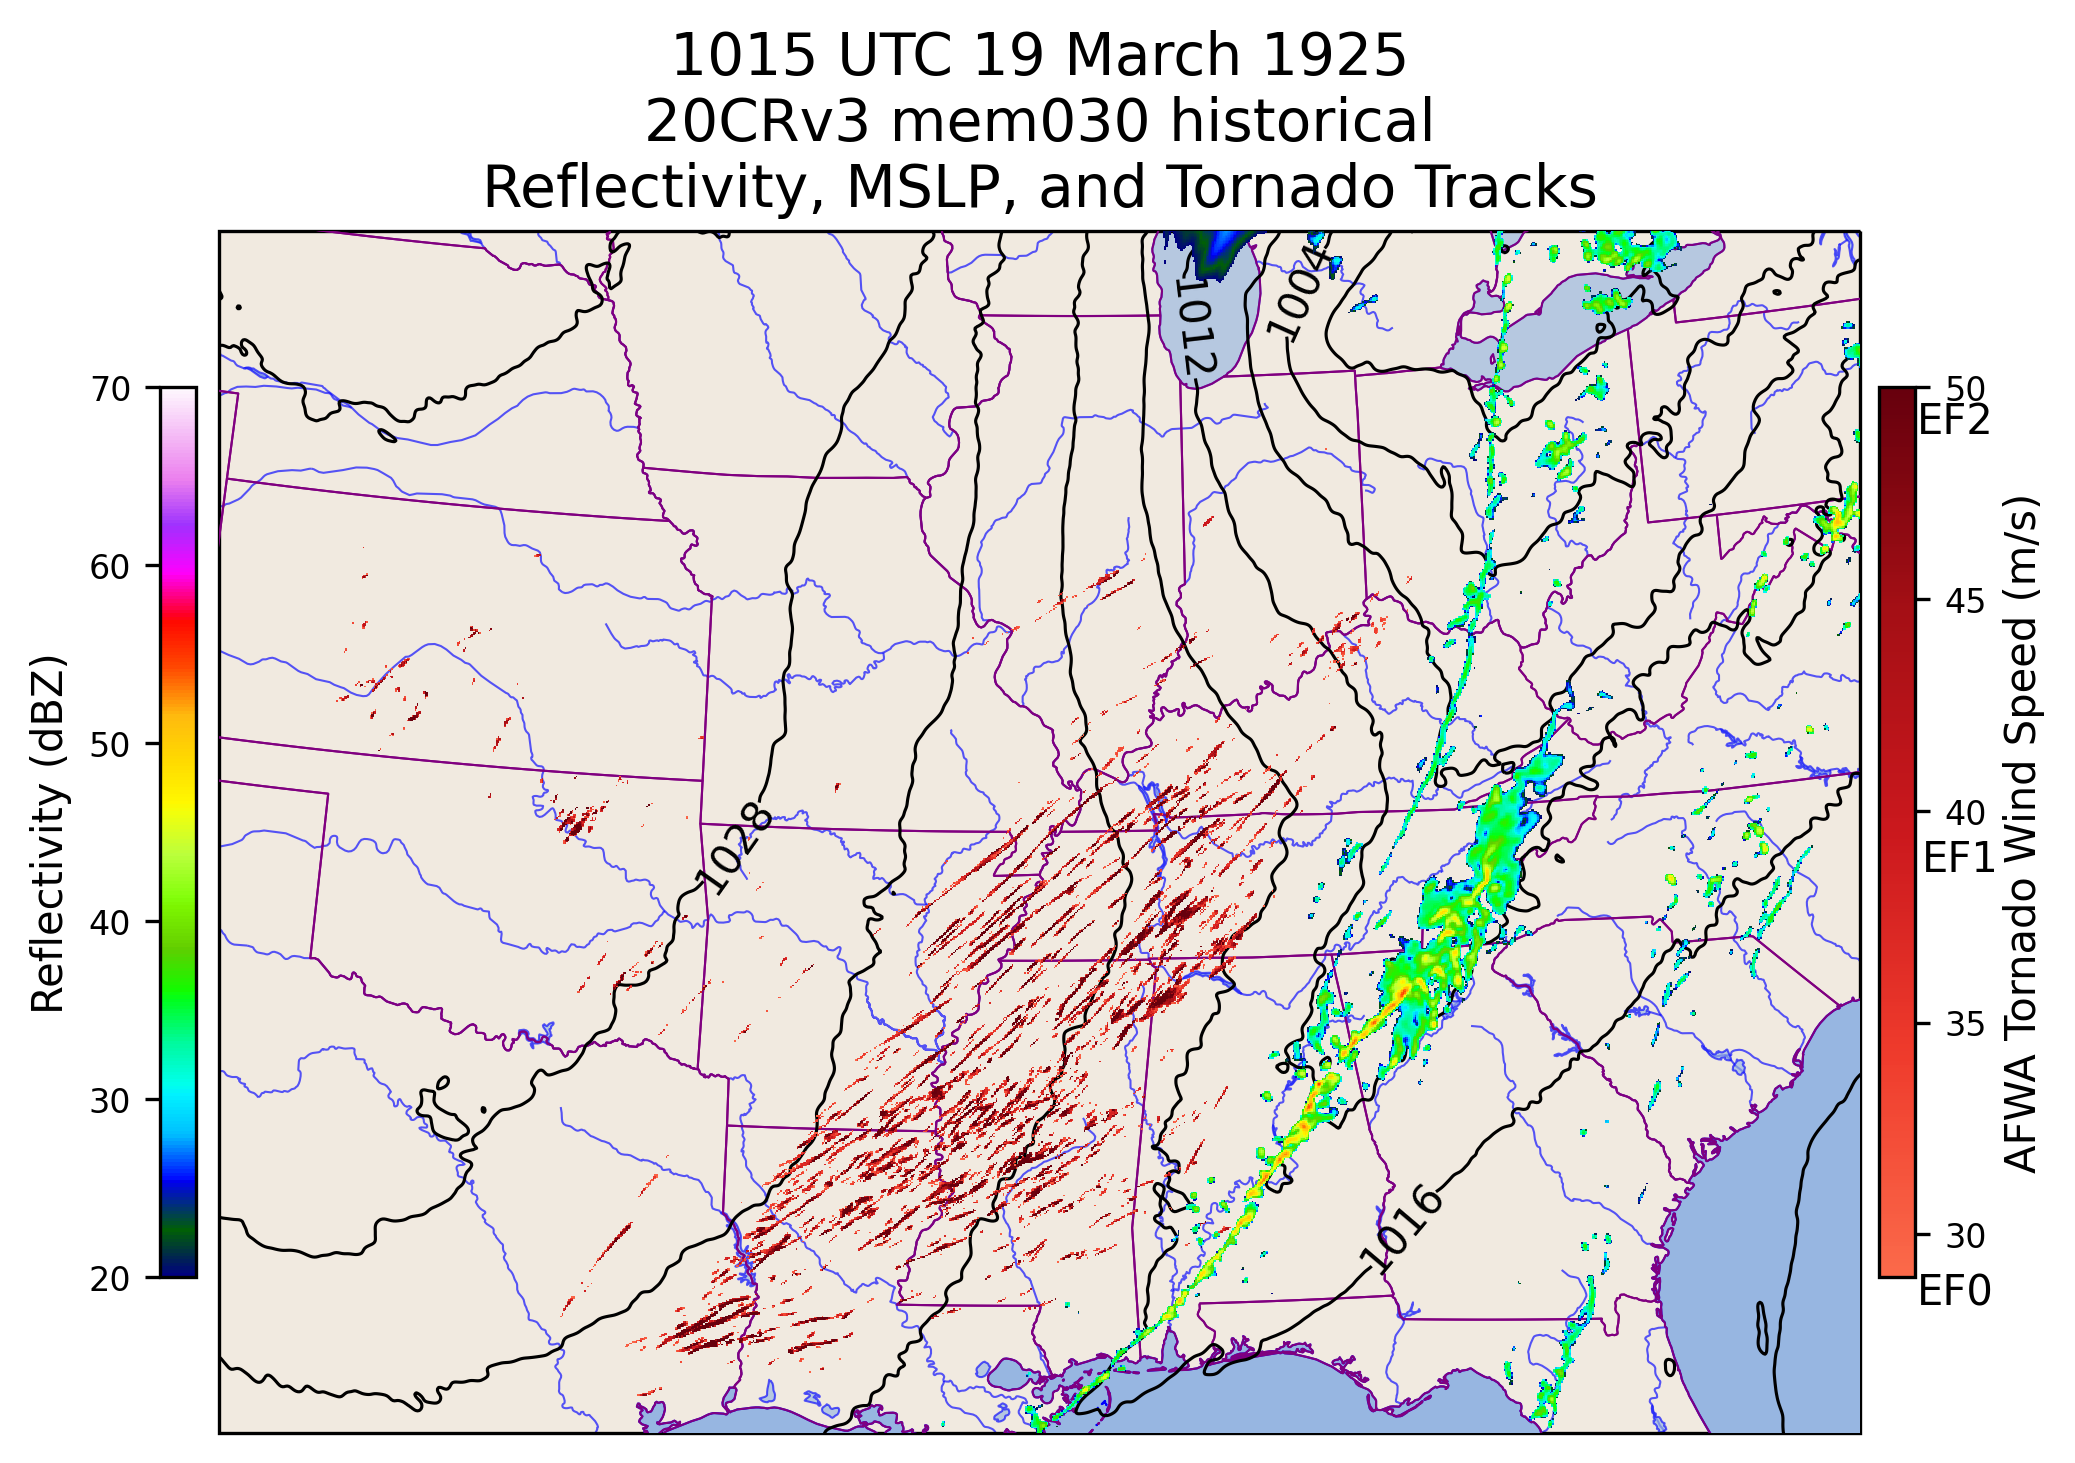 1015 UTC 19 March 1925
20CRv3 mem030 historical
Reflectivity, MSLP, and Tornado Tracks
1004
1012
1028
1016
70
60
50
40
30
20
Reflectivity (dBZ)
50
EF2
45
40
EF1
35
30
EF0
AFWA Tornado Wind Speed (m/s)